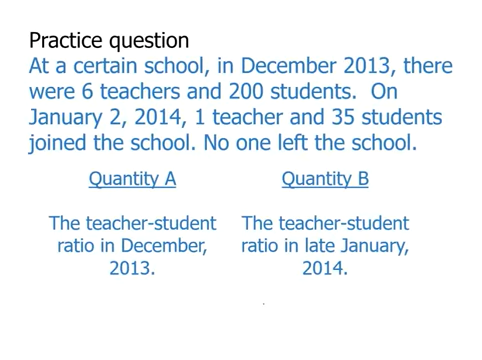 Practice question
At a certain school, in December 2013, there
were 6 teachers and 200 students.  On
January 2, 2014, 1 teacher and 35 students
joined the school. No one left the school.
Quantity A
Quantity B
The teacher-student
ratio in December,
2013.
The teacher-student
ratio in late January,
2014.